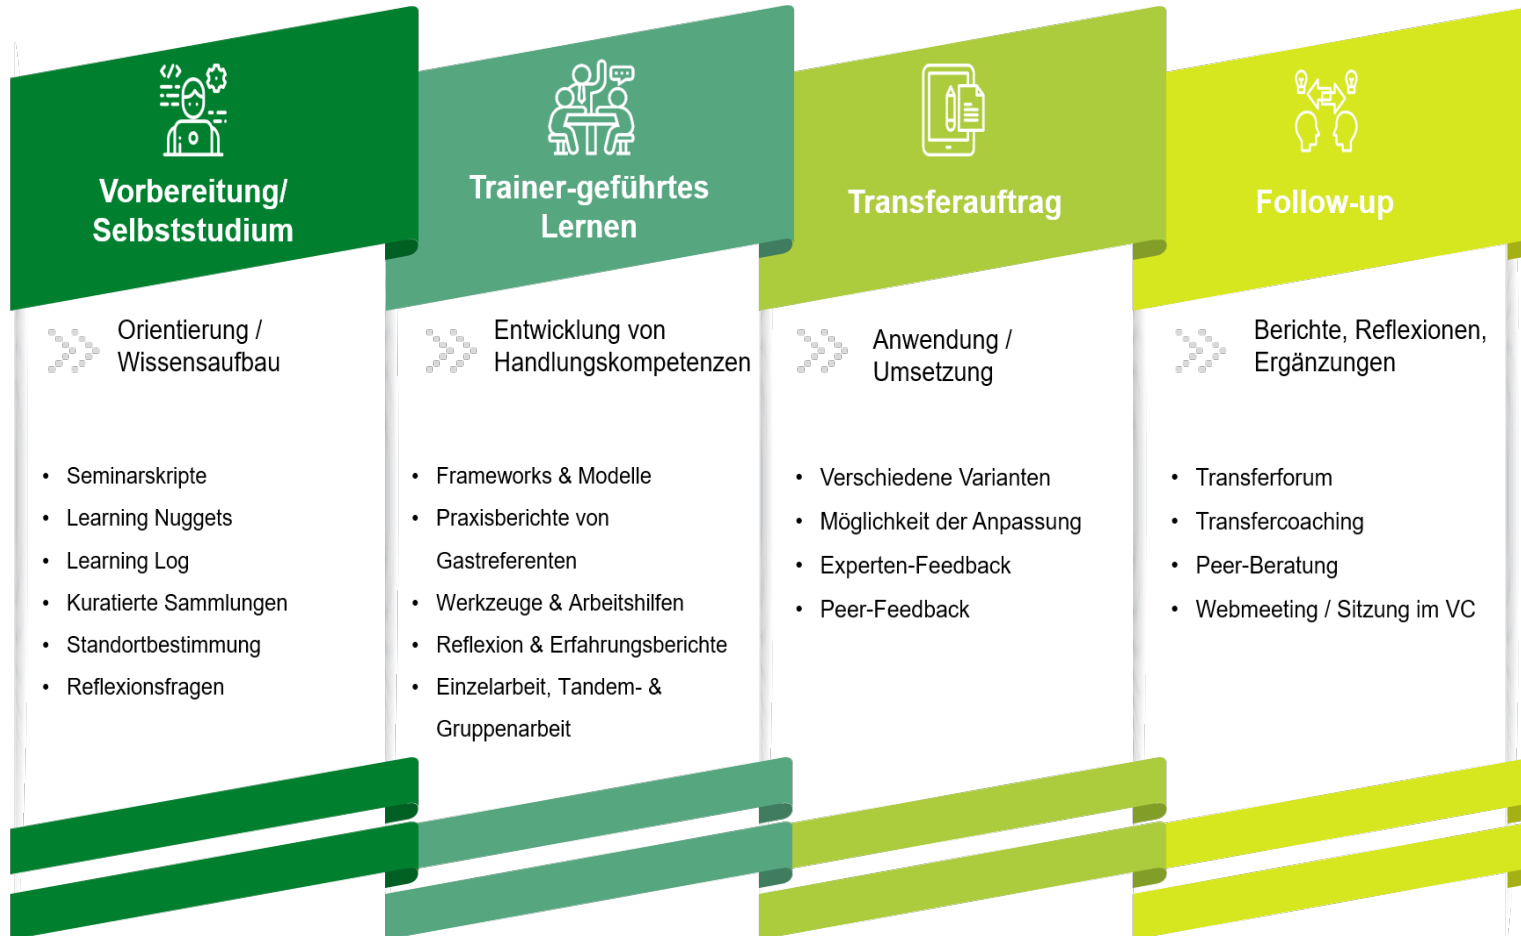 Vorbereitung/
Selbststudium
Orientierung /
Wissensaufbau
• Seminarskripte
• Learning Nuggets
• Learning Log
• Kuratierte Sammlungen
• Standortbestimmung
• Reflexionsfragen
Trainer-geführtes
Lernen
Entwicklung von
Handlungskompetenzen
• Frameworks & Modelle
• Praxisberichte von
Gastreferenten
• Werkzeuge & Arbeitshilfen
• Reflexion & Erfahrungsberichte
• Einzelarbeit, Tandem- &
Gruppenarbeit
Transferauftrag
Anwendung /
Umsetzung
• Verschiedene Varianten
• Möglichkeit der Anpassung
• Experten-Feedback
• Peer-Feedback
Follow-up
Berichte, Reflexionen,
Ergänzungen
• Transferforum
• Transfercoaching
• Peer-Beratung
• Webmeeting / Sitzung im VC